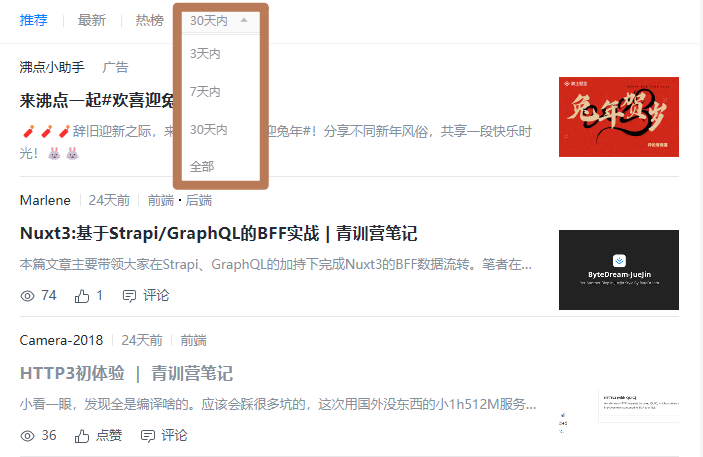 推荐
最新
热榜
30天内
3天内
7天内
30天内
全部
沸点小助手 广告
来沸点一起#欢喜迎兔
🧨🧨🧨辞旧迎新之际，来
迎兔年#！分享不同新年风俗，共享一段快乐时
光！🐰🐰
兔年贺岁
Marlene 24天前 前端·后端
Nuxt3:基于Strapi/GraphQL的BFF实战 | 青训营笔记
本篇文章主要带领大家在Strapi、GraphQL的加持下完成Nuxt3的BFF数据流转。笔者在...
ByteDream-JueJin
74 1 评论
Camera-2018 24天前 前端
HTTP3初体验 | 青训营笔记
小看一眼，发现全是编译啥的。应该会踩很多坑的，这次用国外没东西的小1h512M服务...
36 点赞 评论